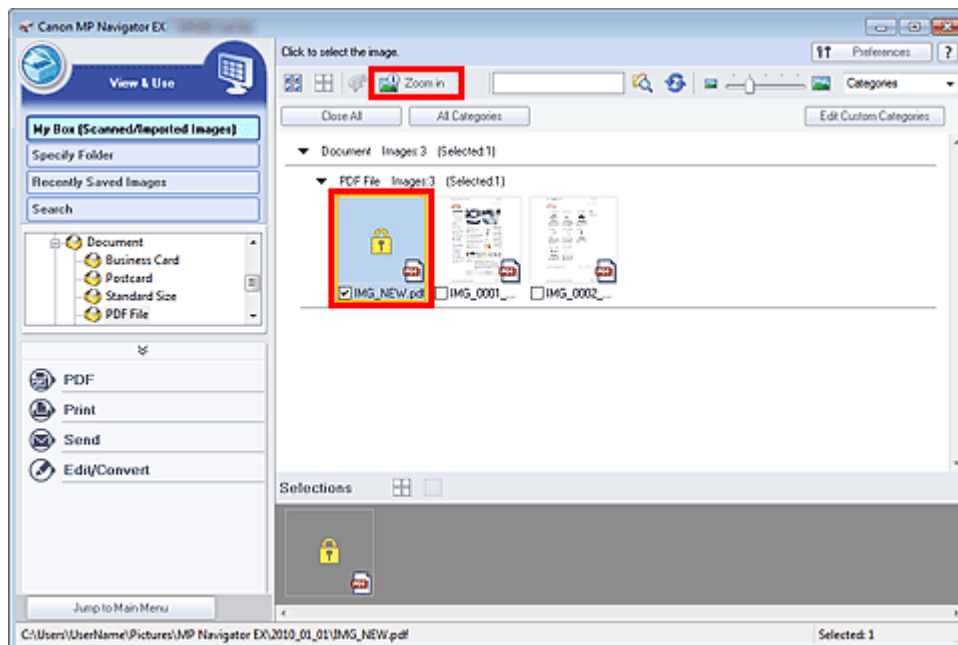 Canon MP Navigator EX
View & Use
My Box (Scanned/Imported Images)
Specify Folder
Recently Saved Images
Search
Document
Business Card
Postcard
Standard Size
PDF File
PDF
Print
Send
Edit/Convert
Jump to Main Menu
Click to select the image.
Preferences
?
Zoom in
Categories
Close All
All Categories
Edit Custom Categories
Document Images:3 (Selected:1)
PDF File Images:3 (Selected:1)
IMG_NEW.pdf
IMG_0001_...
IMG_0002_...
Selections
C:\Users\UserName\Pictures\MP Navigator EX\2010_01_01\IMG_NEW.pdf
Selected: 1